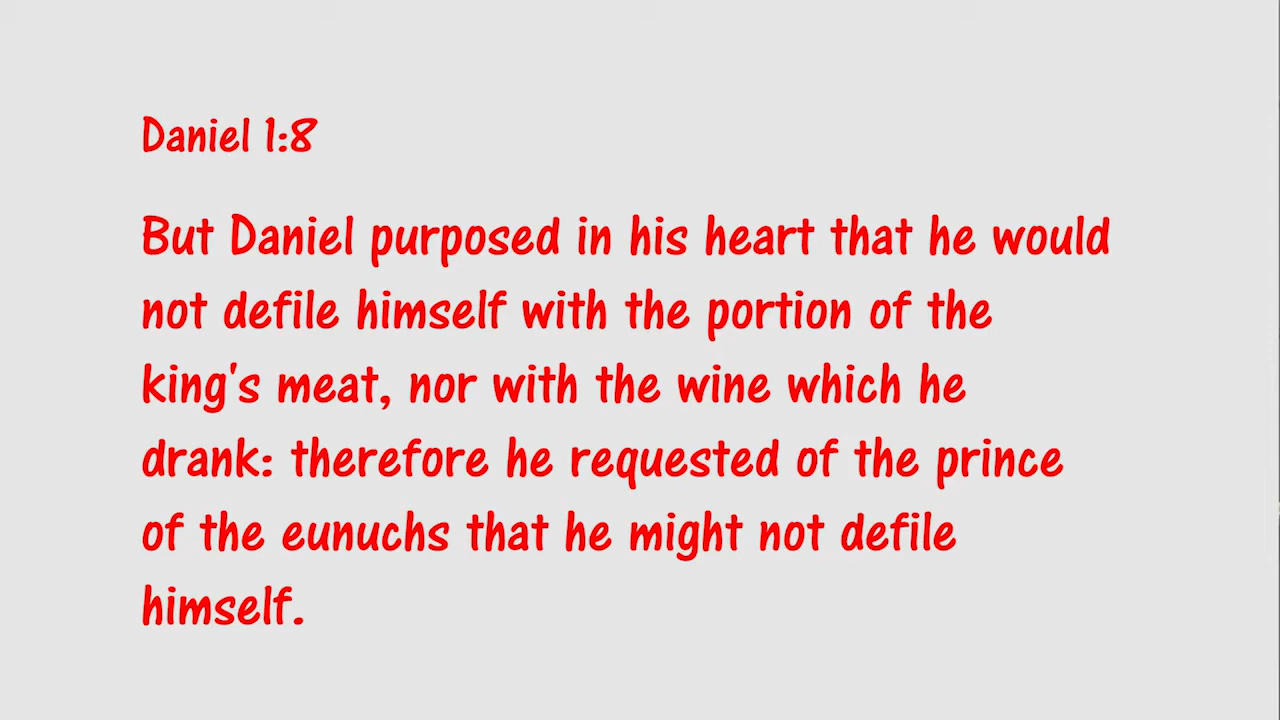 Daniel 1:8
But Daniel purposed in his heart that he would
not defile himself with the portion of the
king's meat, nor with the wine which he
drank: therefore he requested of the prince
of the eunuchs that he might not defile
himself.